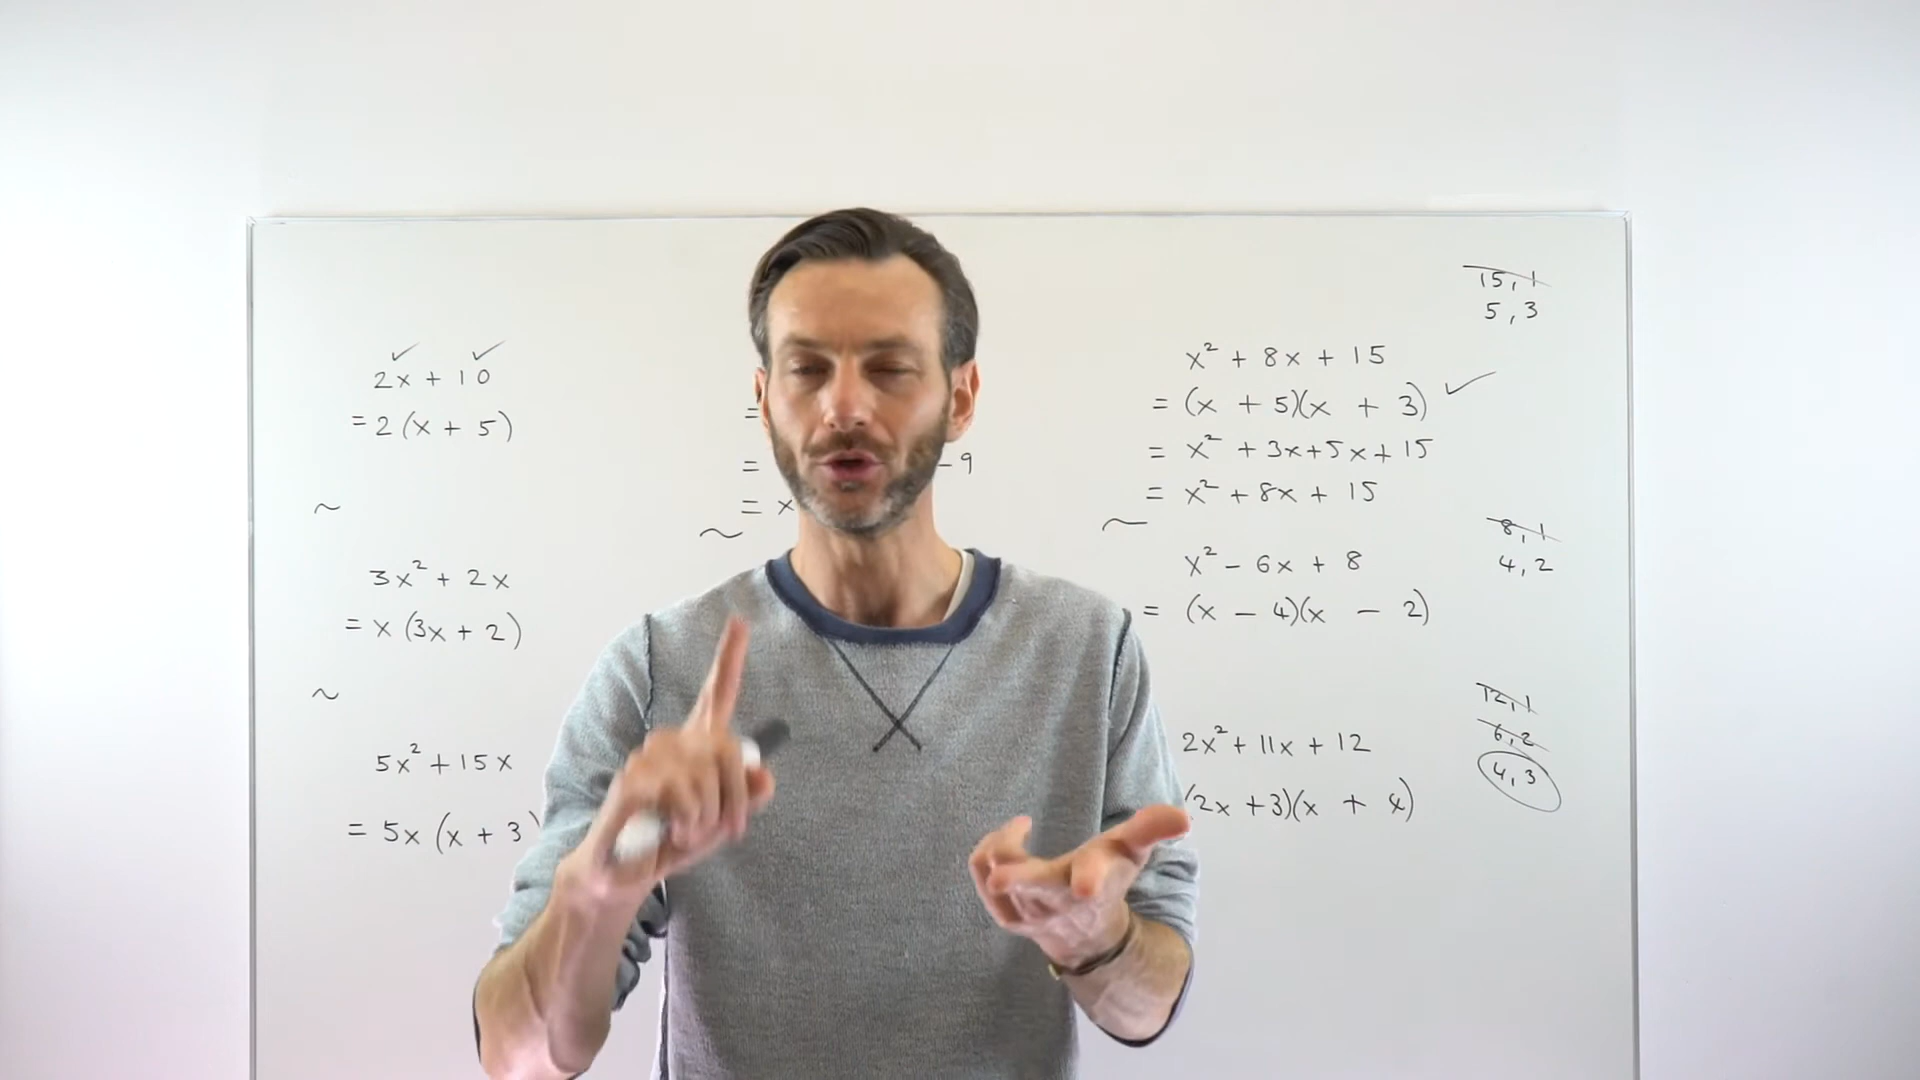 2x + 10
= 2(x + 5)
~
3x² + 2x
= x(3x + 2)
~
5x² + 15x
= 5x(x + 3)
=
= - 9
= x
~
15, 1
5, 3
x² + 8x + 15
= (x + 5)(x + 3)
= x² + 3x + 5x + 15
= x² + 8x + 15
~
8, 1
4, 2
x² - 6x + 8
= (x - 4)(x - 2)
12, 1
6, 2
4, 3
2x² + 11x + 12
(2x + 3)(x + 4)